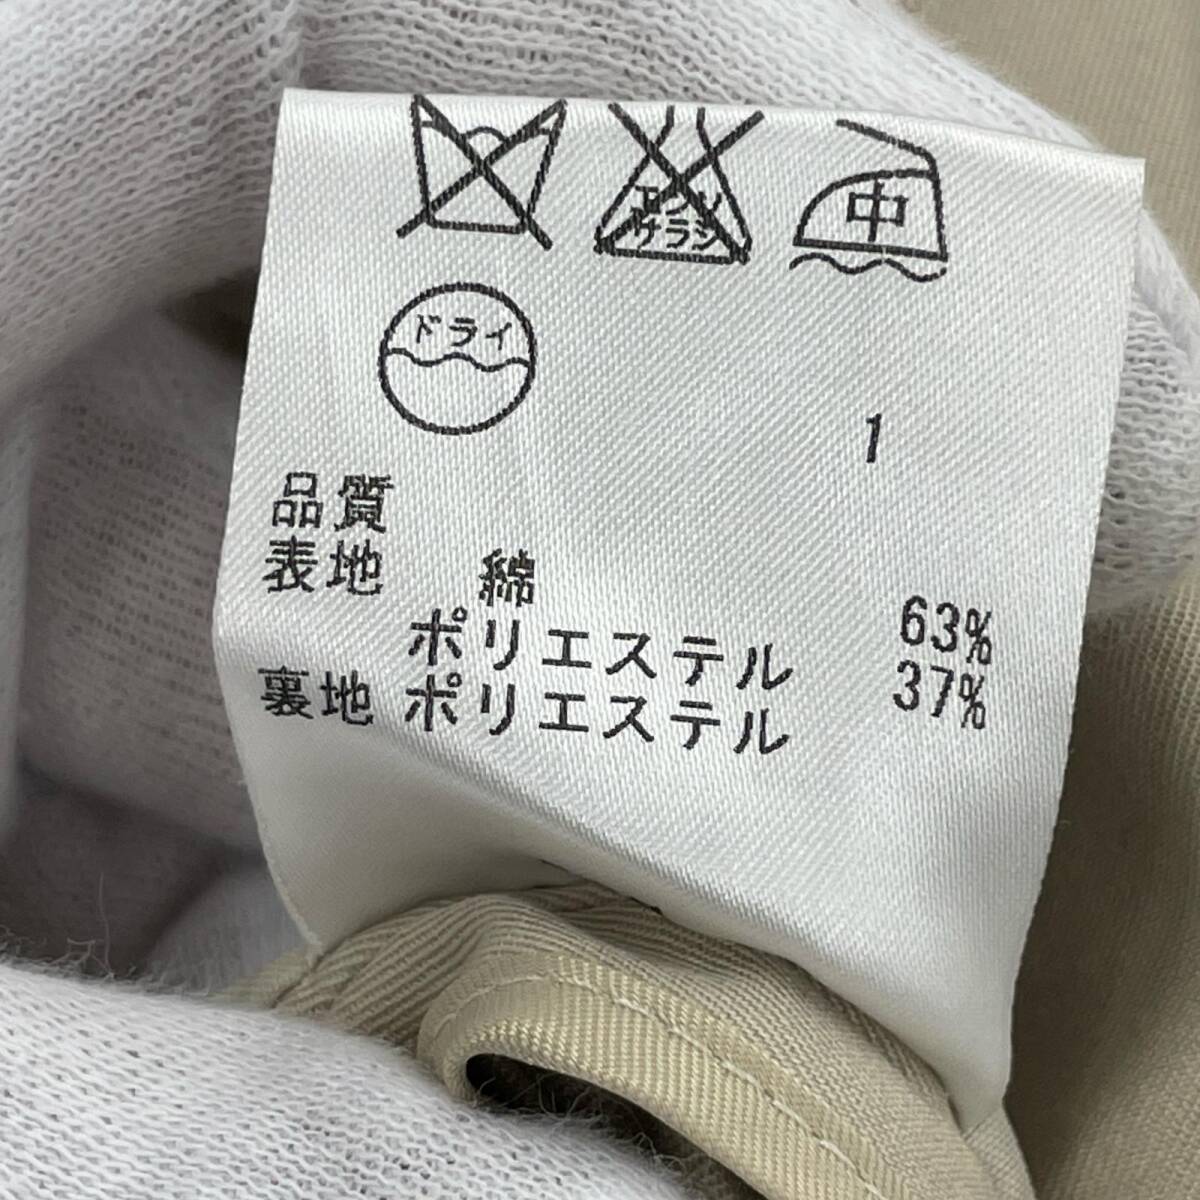 エンソ
サラシ
中
ドライ
1
品質
表地 綿 63%
ポリエステル 37%
裏地 ポリエステル